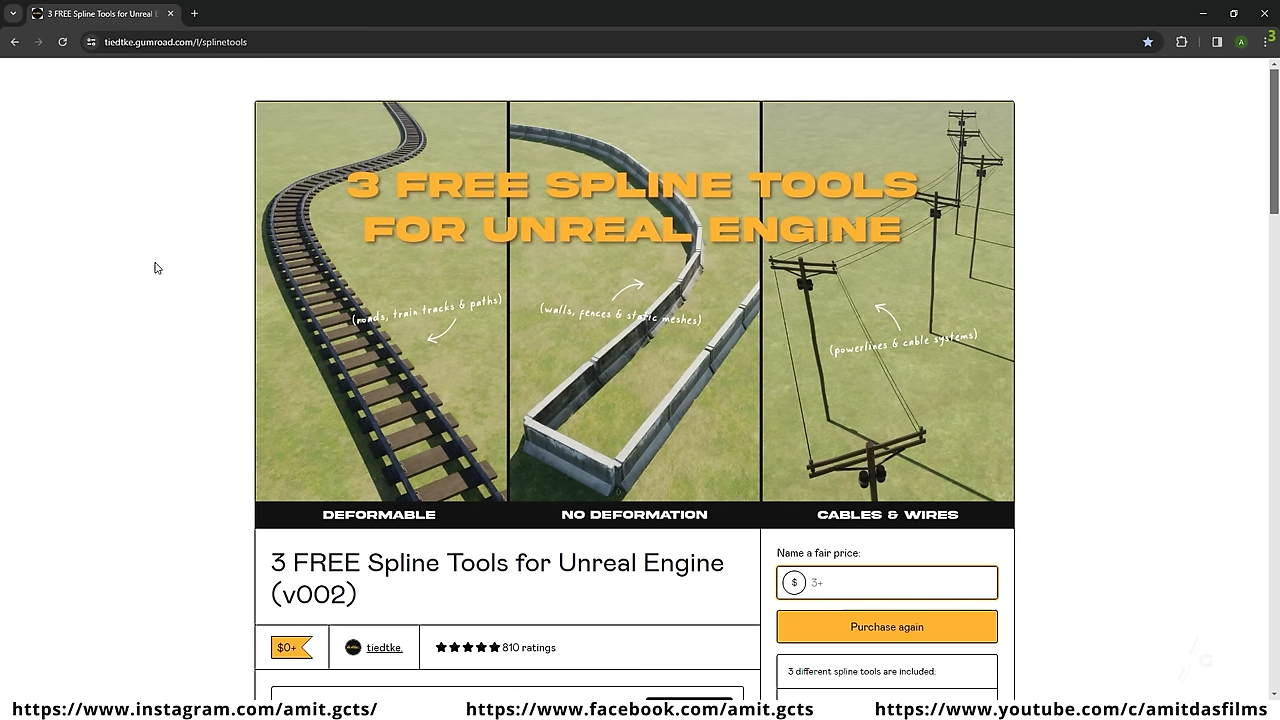 3 FREE Spline Tools for Unreal E
tiedtke.gumroad.com/l/splinetools
A
3
3 FREE SPLINE TOOLS
FOR UNREAL ENGINE
(roads, train tracks & paths)
(walls, fences & static meshes)
(powerlines & cable systems)
DEFORMABLE
NO DEFORMATION
CABLES & WIRES
3 FREE Spline Tools for Unreal Engine
(v002)
$0+
tiedtke.
810 ratings
Name a fair price:
$ 3+
Purchase again
3 different spline tools are included:
https://www.instagram.com/amit.gcts/
https://www.facebook.com/amit.gcts
https://www.youtube.com/c/amitdasfilms